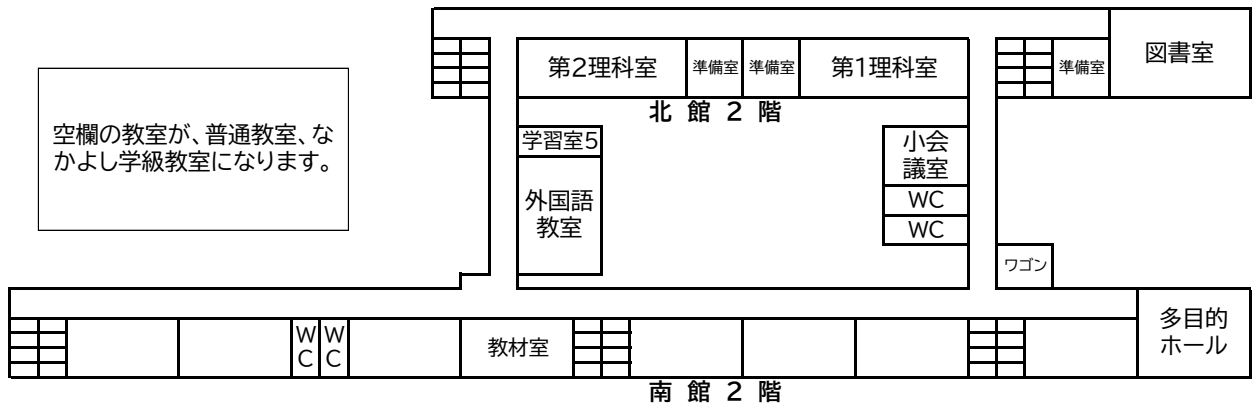 第2理科室
準備室
準備室
第1理科室
準備室
図書室
北館2階
空欄の教室が、普通教室、な
かよし学級教室になります。
学習室5
外国語
教室
小会
議室
WC
WC
ワゴン
WC
WC
教材室
多目的
ホール
南館2階